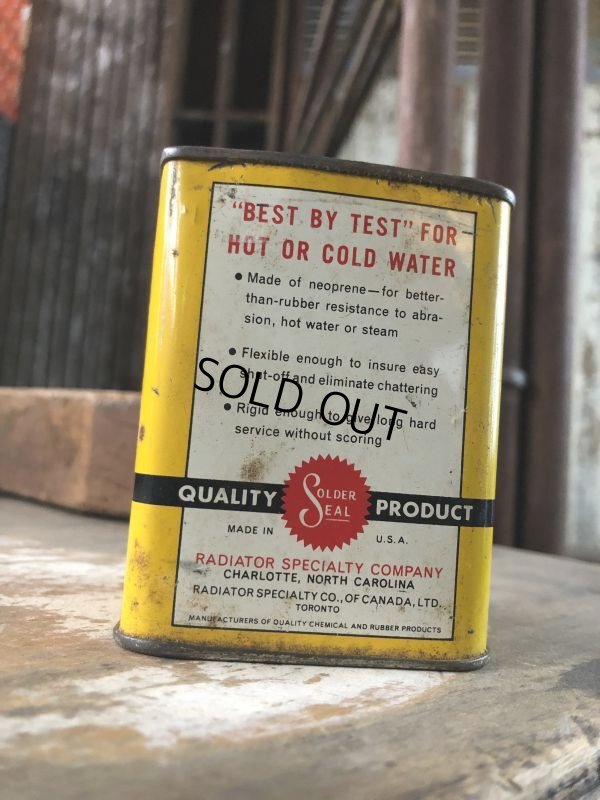 "BEST BY TEST" FOR
HOT OR COLD WATER
● Made of neoprene—for better-
than-rubber resistance to abra-
sion, hot water or steam
● Flexible enough to insure easy
shut-off and eliminate chattering
SOLD OUT
● Rigid enough to give long hard
service without scoring
QUALITY SOLDER SEAL PRODUCT
MADE IN U.S.A.
RADIATOR SPECIALTY COMPANY
CHARLOTTE, NORTH CAROLINA
RADIATOR SPECIALTY CO., OF CANADA, LTD.
TORONTO
MANUFACTURERS OF QUALITY CHEMICAL AND RUBBER PRODUCTS